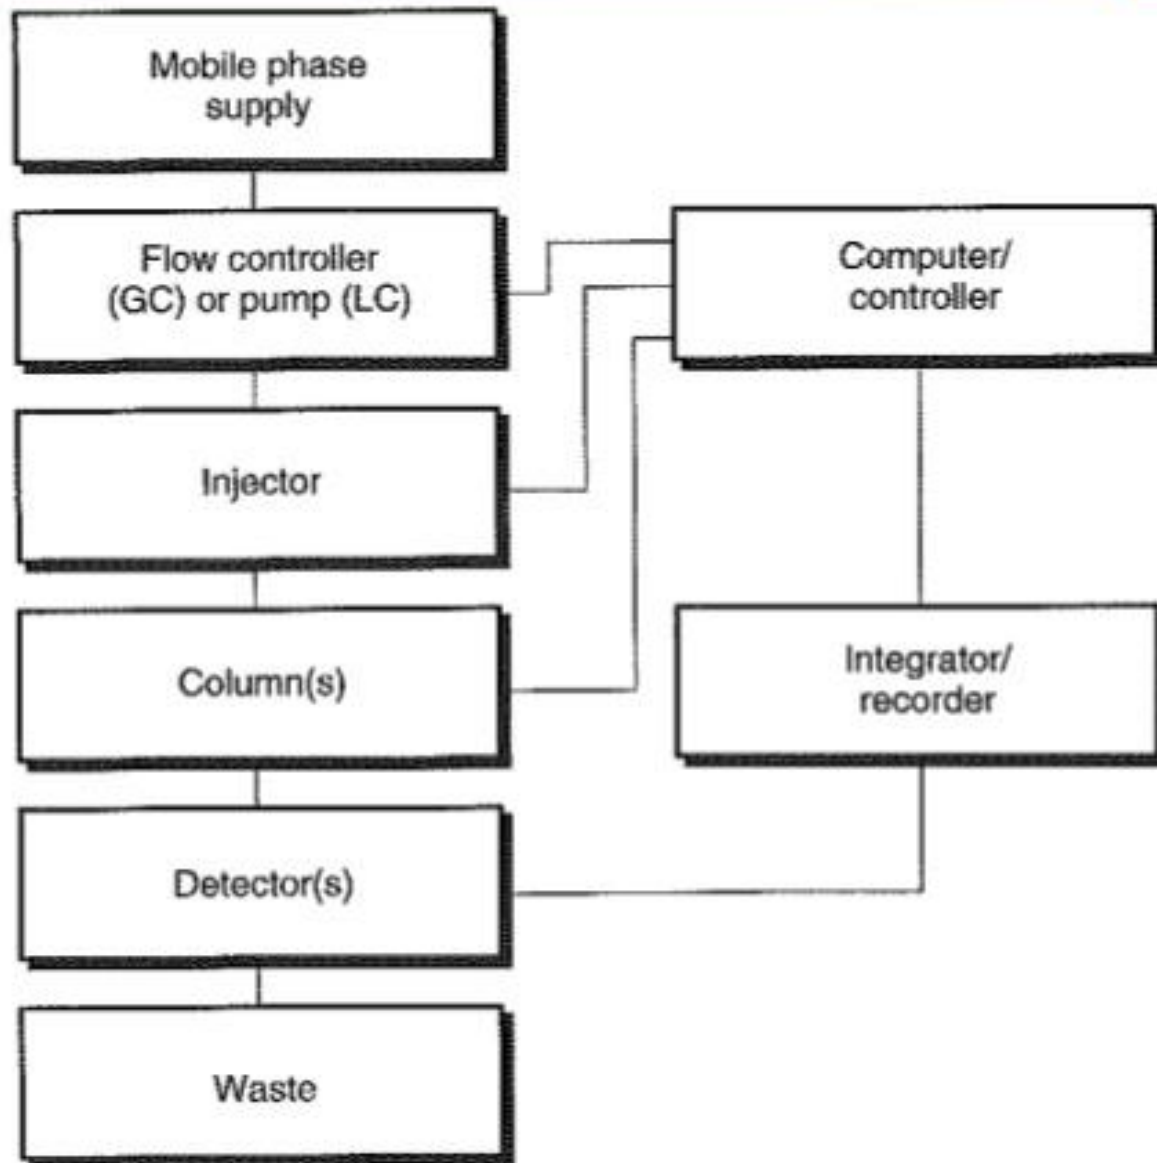 Mobile phase
supply
Flow controller
(GC) or pump (LC)
Computer/
controller
Injector
Column(s)
Integrator/
recorder
Detector(s)
Waste